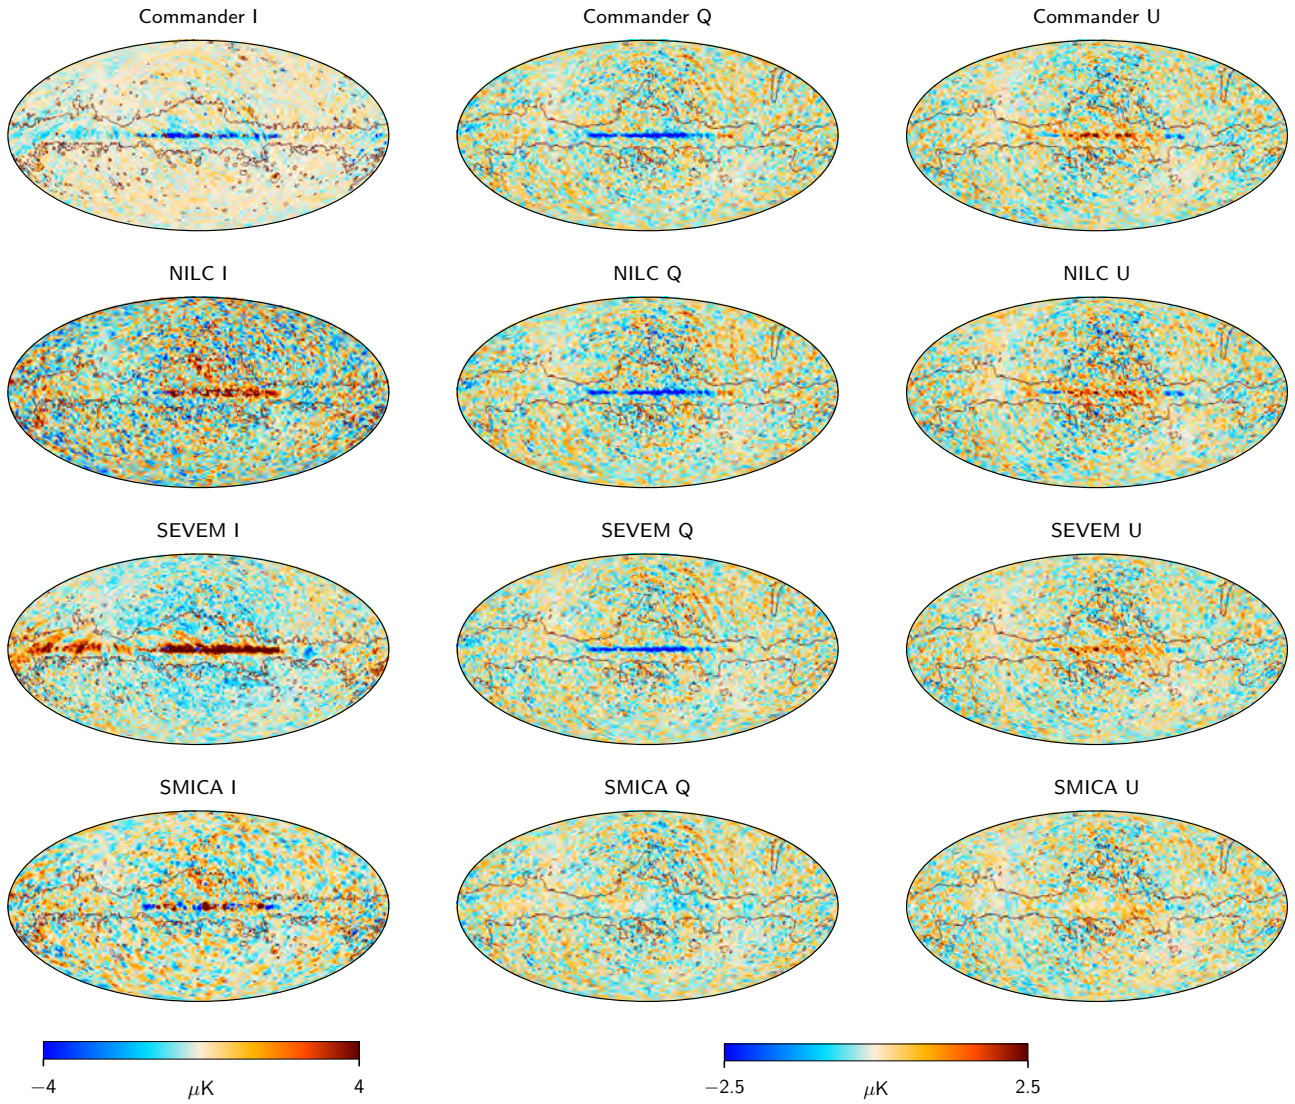 Commander I
Commander Q
Commander U
NILC I
NILC Q
NILC U
SEVEM I
SEVEM Q
SEVEM U
SMICA I
SMICA Q
SMICA U
−4 μK 4
−2.5 μK 2.5